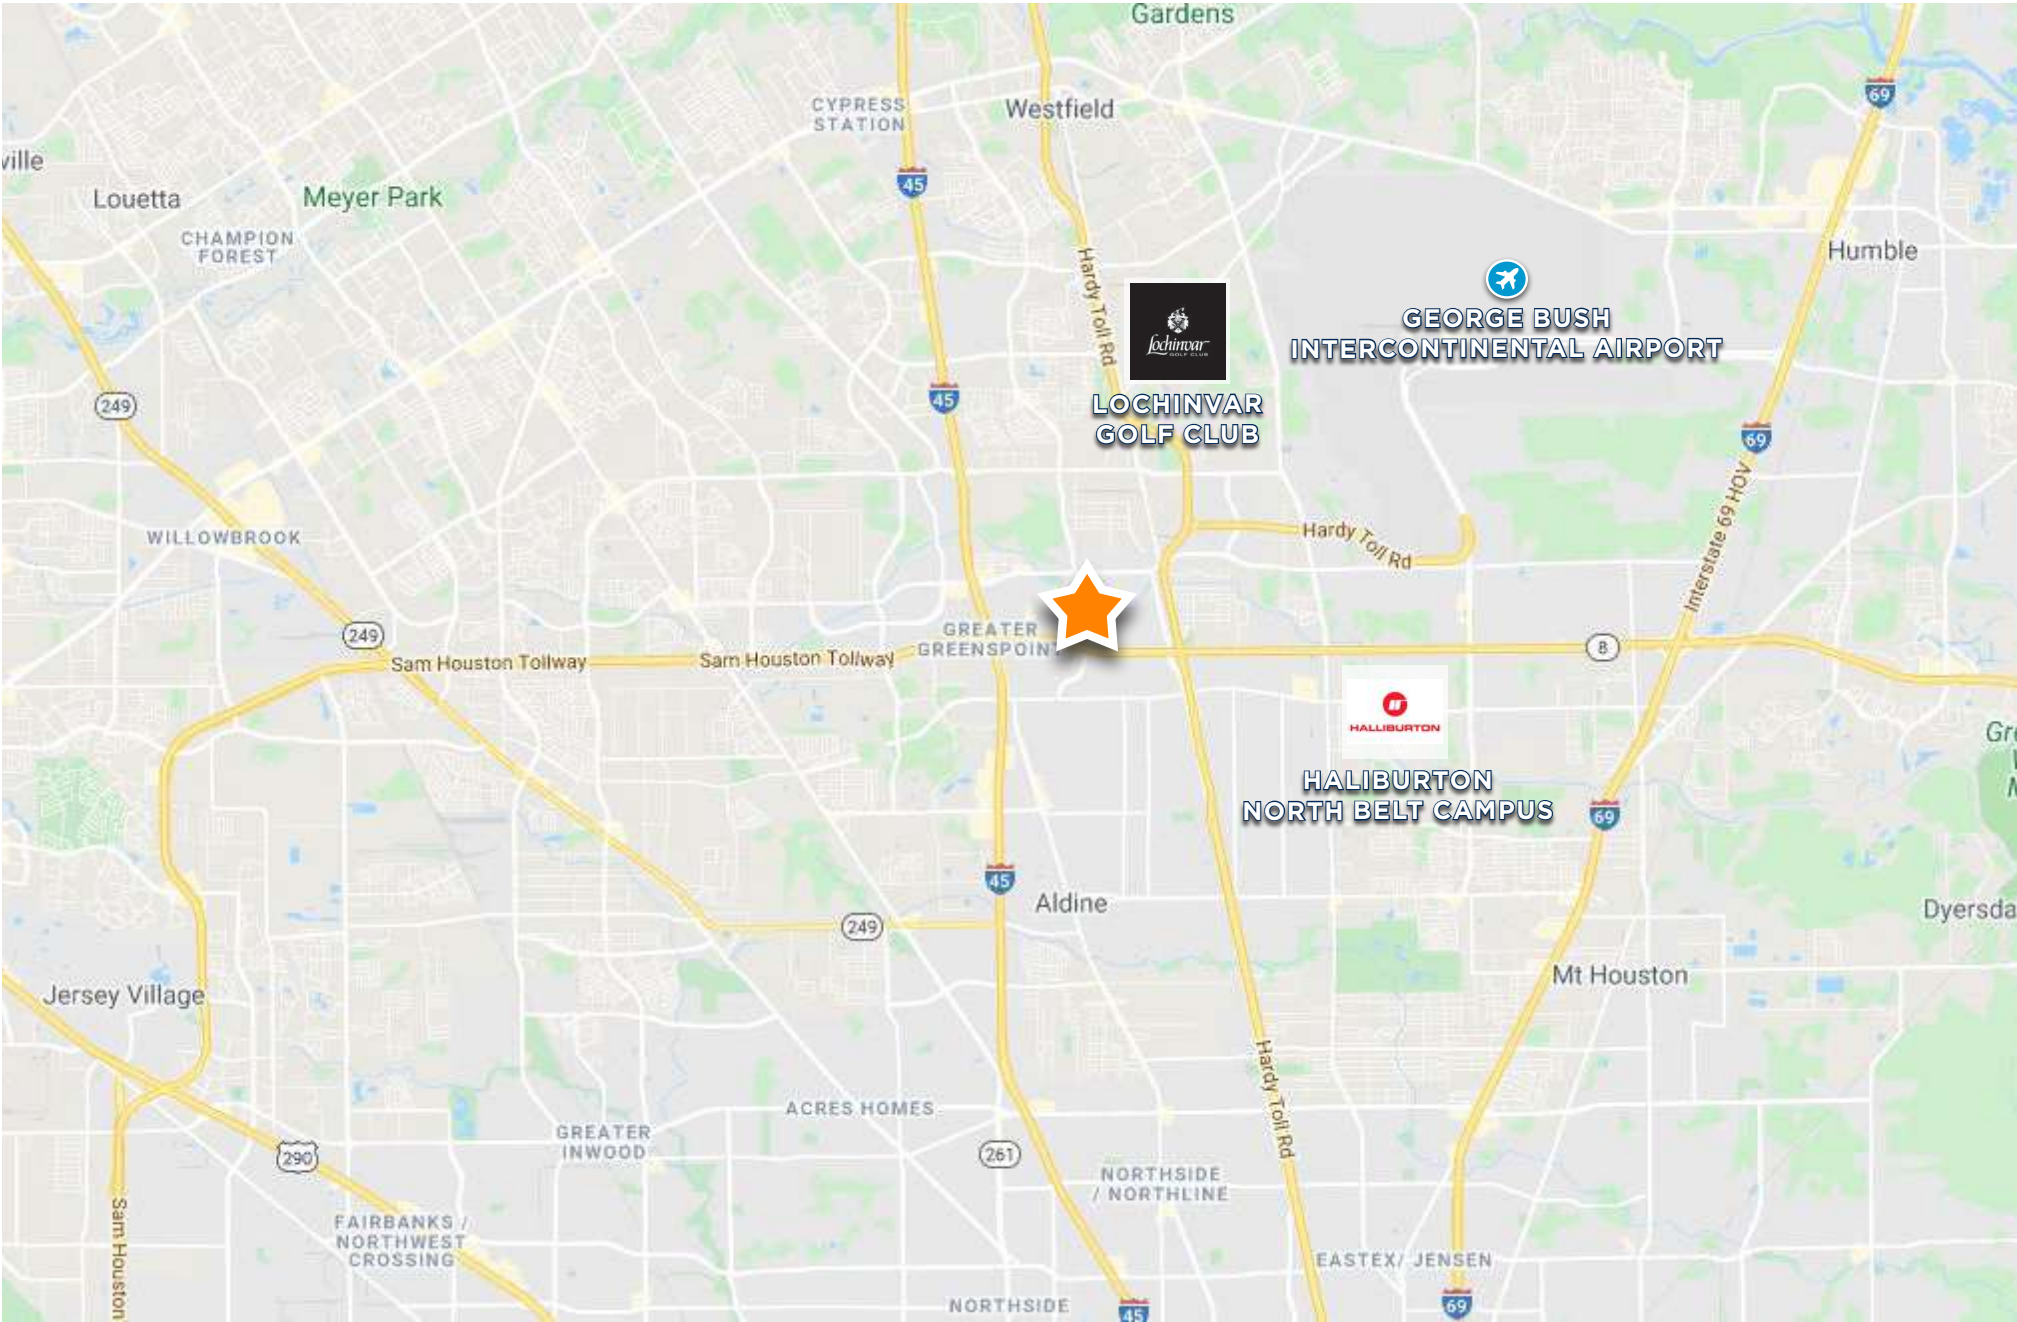 Gardens
CYPRESS
STATION
Westfield
69
ville
45
Louetta
Meyer Park
CHAMPION
FOREST
Humble
Hardy Toll Rd
Lochinvar
GOLF CLUB
GEORGE BUSH
INTERCONTINENTAL AIRPORT
249
45
LOCHINVAR
GOLF CLUB
69
WILLOWBROOK
Hardy Toll Rd
Interstate 69 HOV
249
GREATER
GREENSPOINT
Sam Houston Tollway
Sam Houston Tollway
8
HALLIBURTON
HALIBURTON
NORTH BELT CAMPUS
69
45
Aldine
249
Dyersda
Mt Houston
Jersey Village
Hardy Toll Rd
ACRES HOMES
GREATER
INWOOD
290
261
NORTHSIDE
/ NORTHLINE
Sam Houston
FAIRBANKS /
NORTHWEST
CROSSING
EASTEX/ JENSEN
NORTHSIDE
45
69